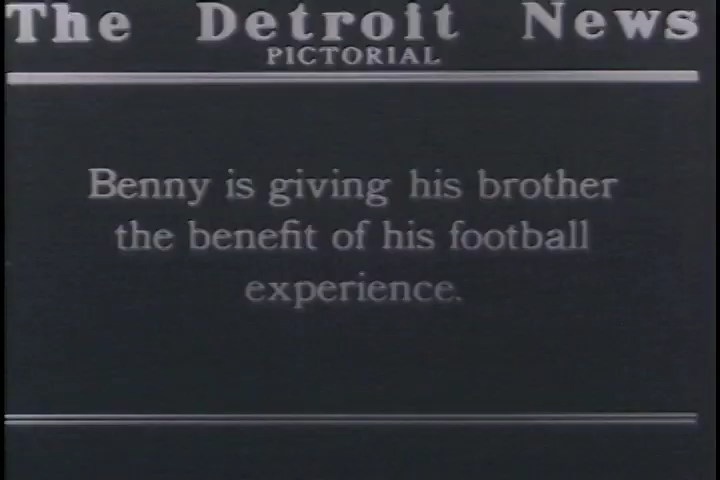 The Detroit News
PICTORIAL
Benny is giving his brother
the benefit of his football
experience.